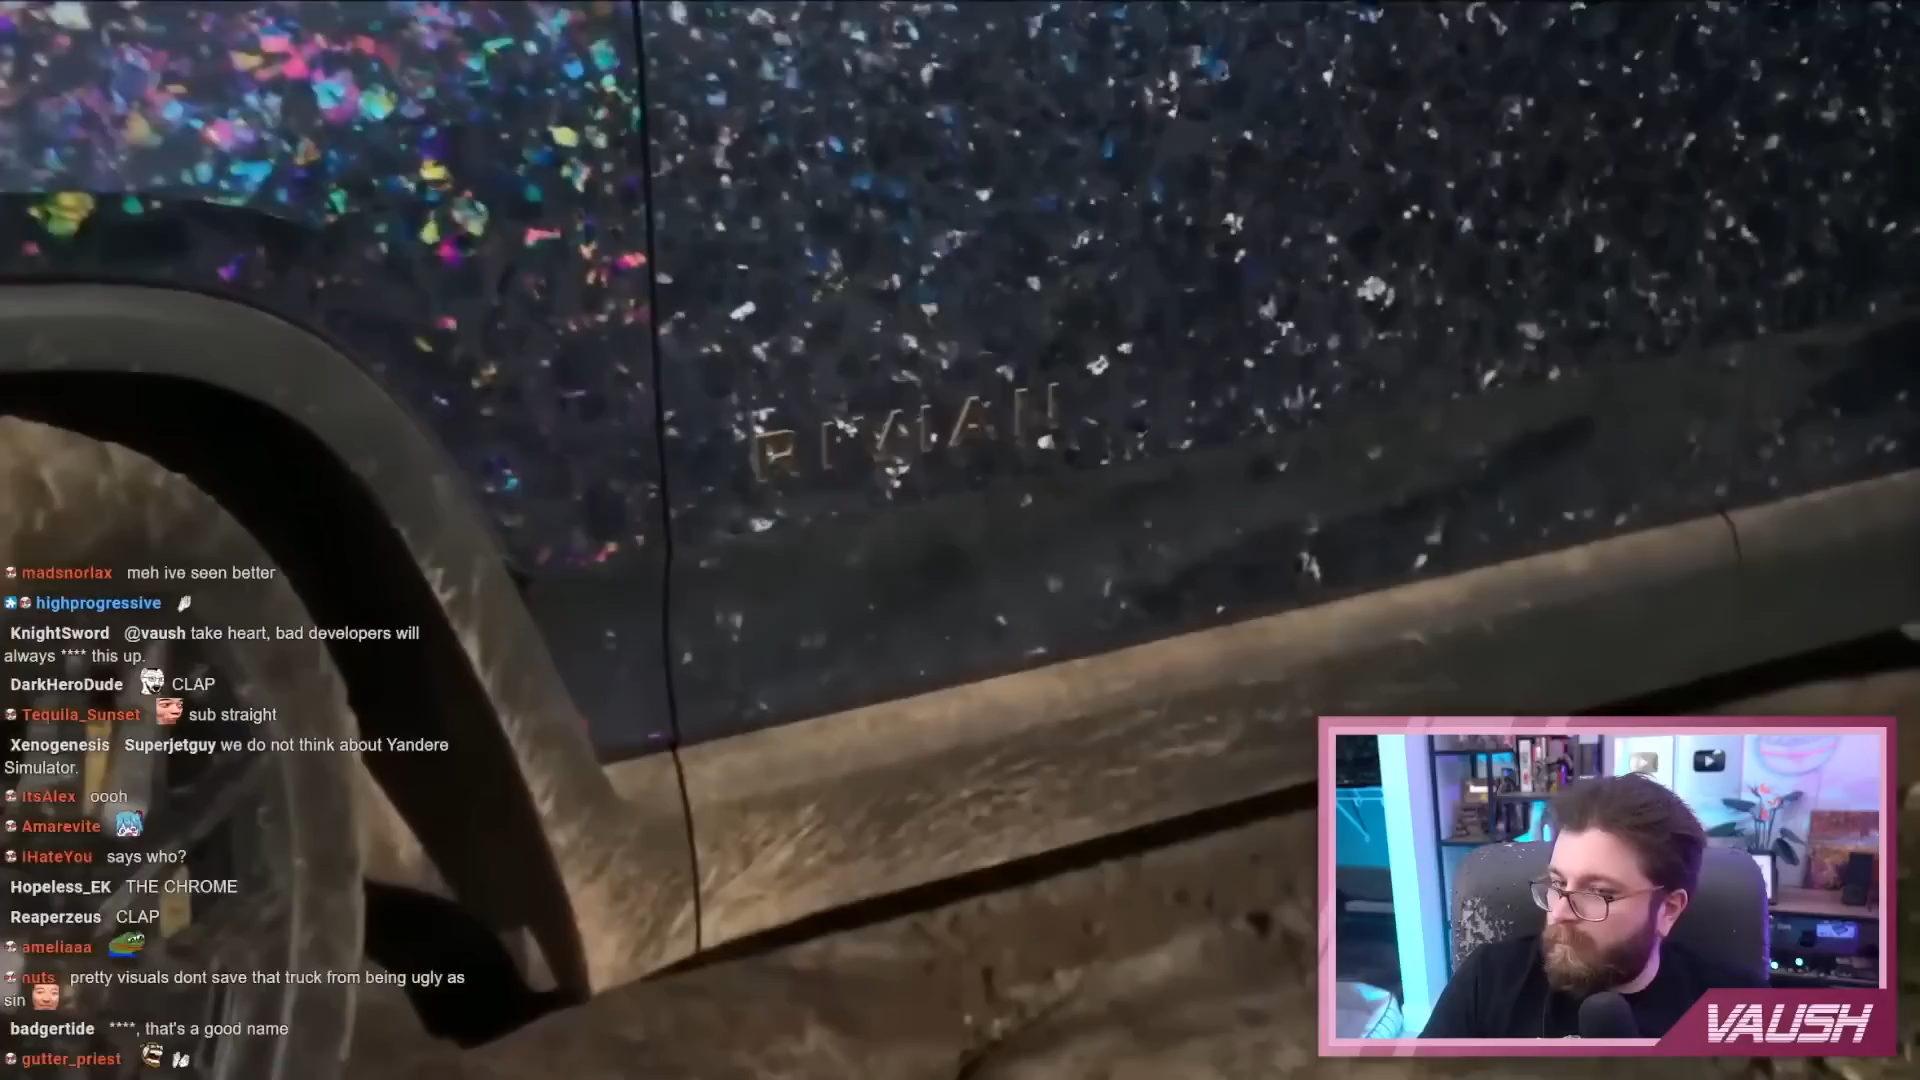 RIVIAN
madsnorlax meh ive seen better
highprogressive
KnightSword @vaush take heart, bad developers will
always **** this up.
DarkHeroDude CLAP
Tequila_Sunset sub straight
Xenogenesis Superjetguy we do not think about Yandere
Simulator.
ItsAlex oooh
Amarevite
IHateYou says who?
Hopeless_EK THE CHROME
Reaperzeus CLAP
ameliaaa
nuts pretty visuals dont save that truck from being ugly as
sin
badgertide ****, that's a good name
gutter_priest
VAUSH